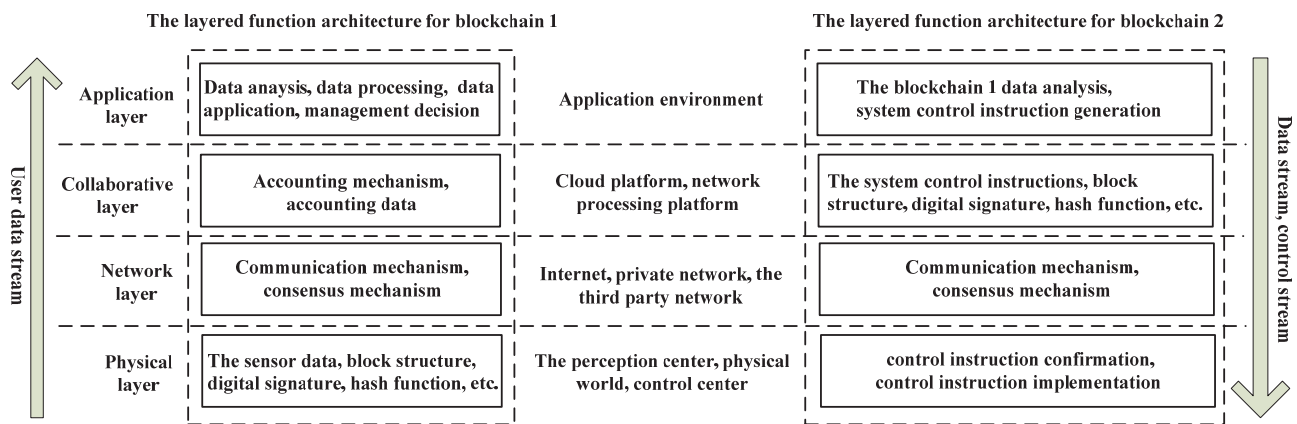 The layered function architecture for blockchain 1
The layered function architecture for blockchain 2
User data stream
Application
layer
Data anaysis, data processing, data
application, management decision
Application environment
The blockchain 1 data analysis,
system control instruction generation
Collaborative
layer
Accounting mechanism,
accounting data
Cloud platform, network
processing platform
The system control instructions, block
structure, digital signature, hash function, etc.
Network
layer
Communication mechanism,
consensus mechanism
Internet, private network, the
third party network
Communication mechanism,
consensus mechanism
Physical
layer
The sensor data, block structure,
digital signature, hash function, etc.
The perception center, physical
world, control center
control instruction confirmation,
control instruction implementation
Data stream, control stream